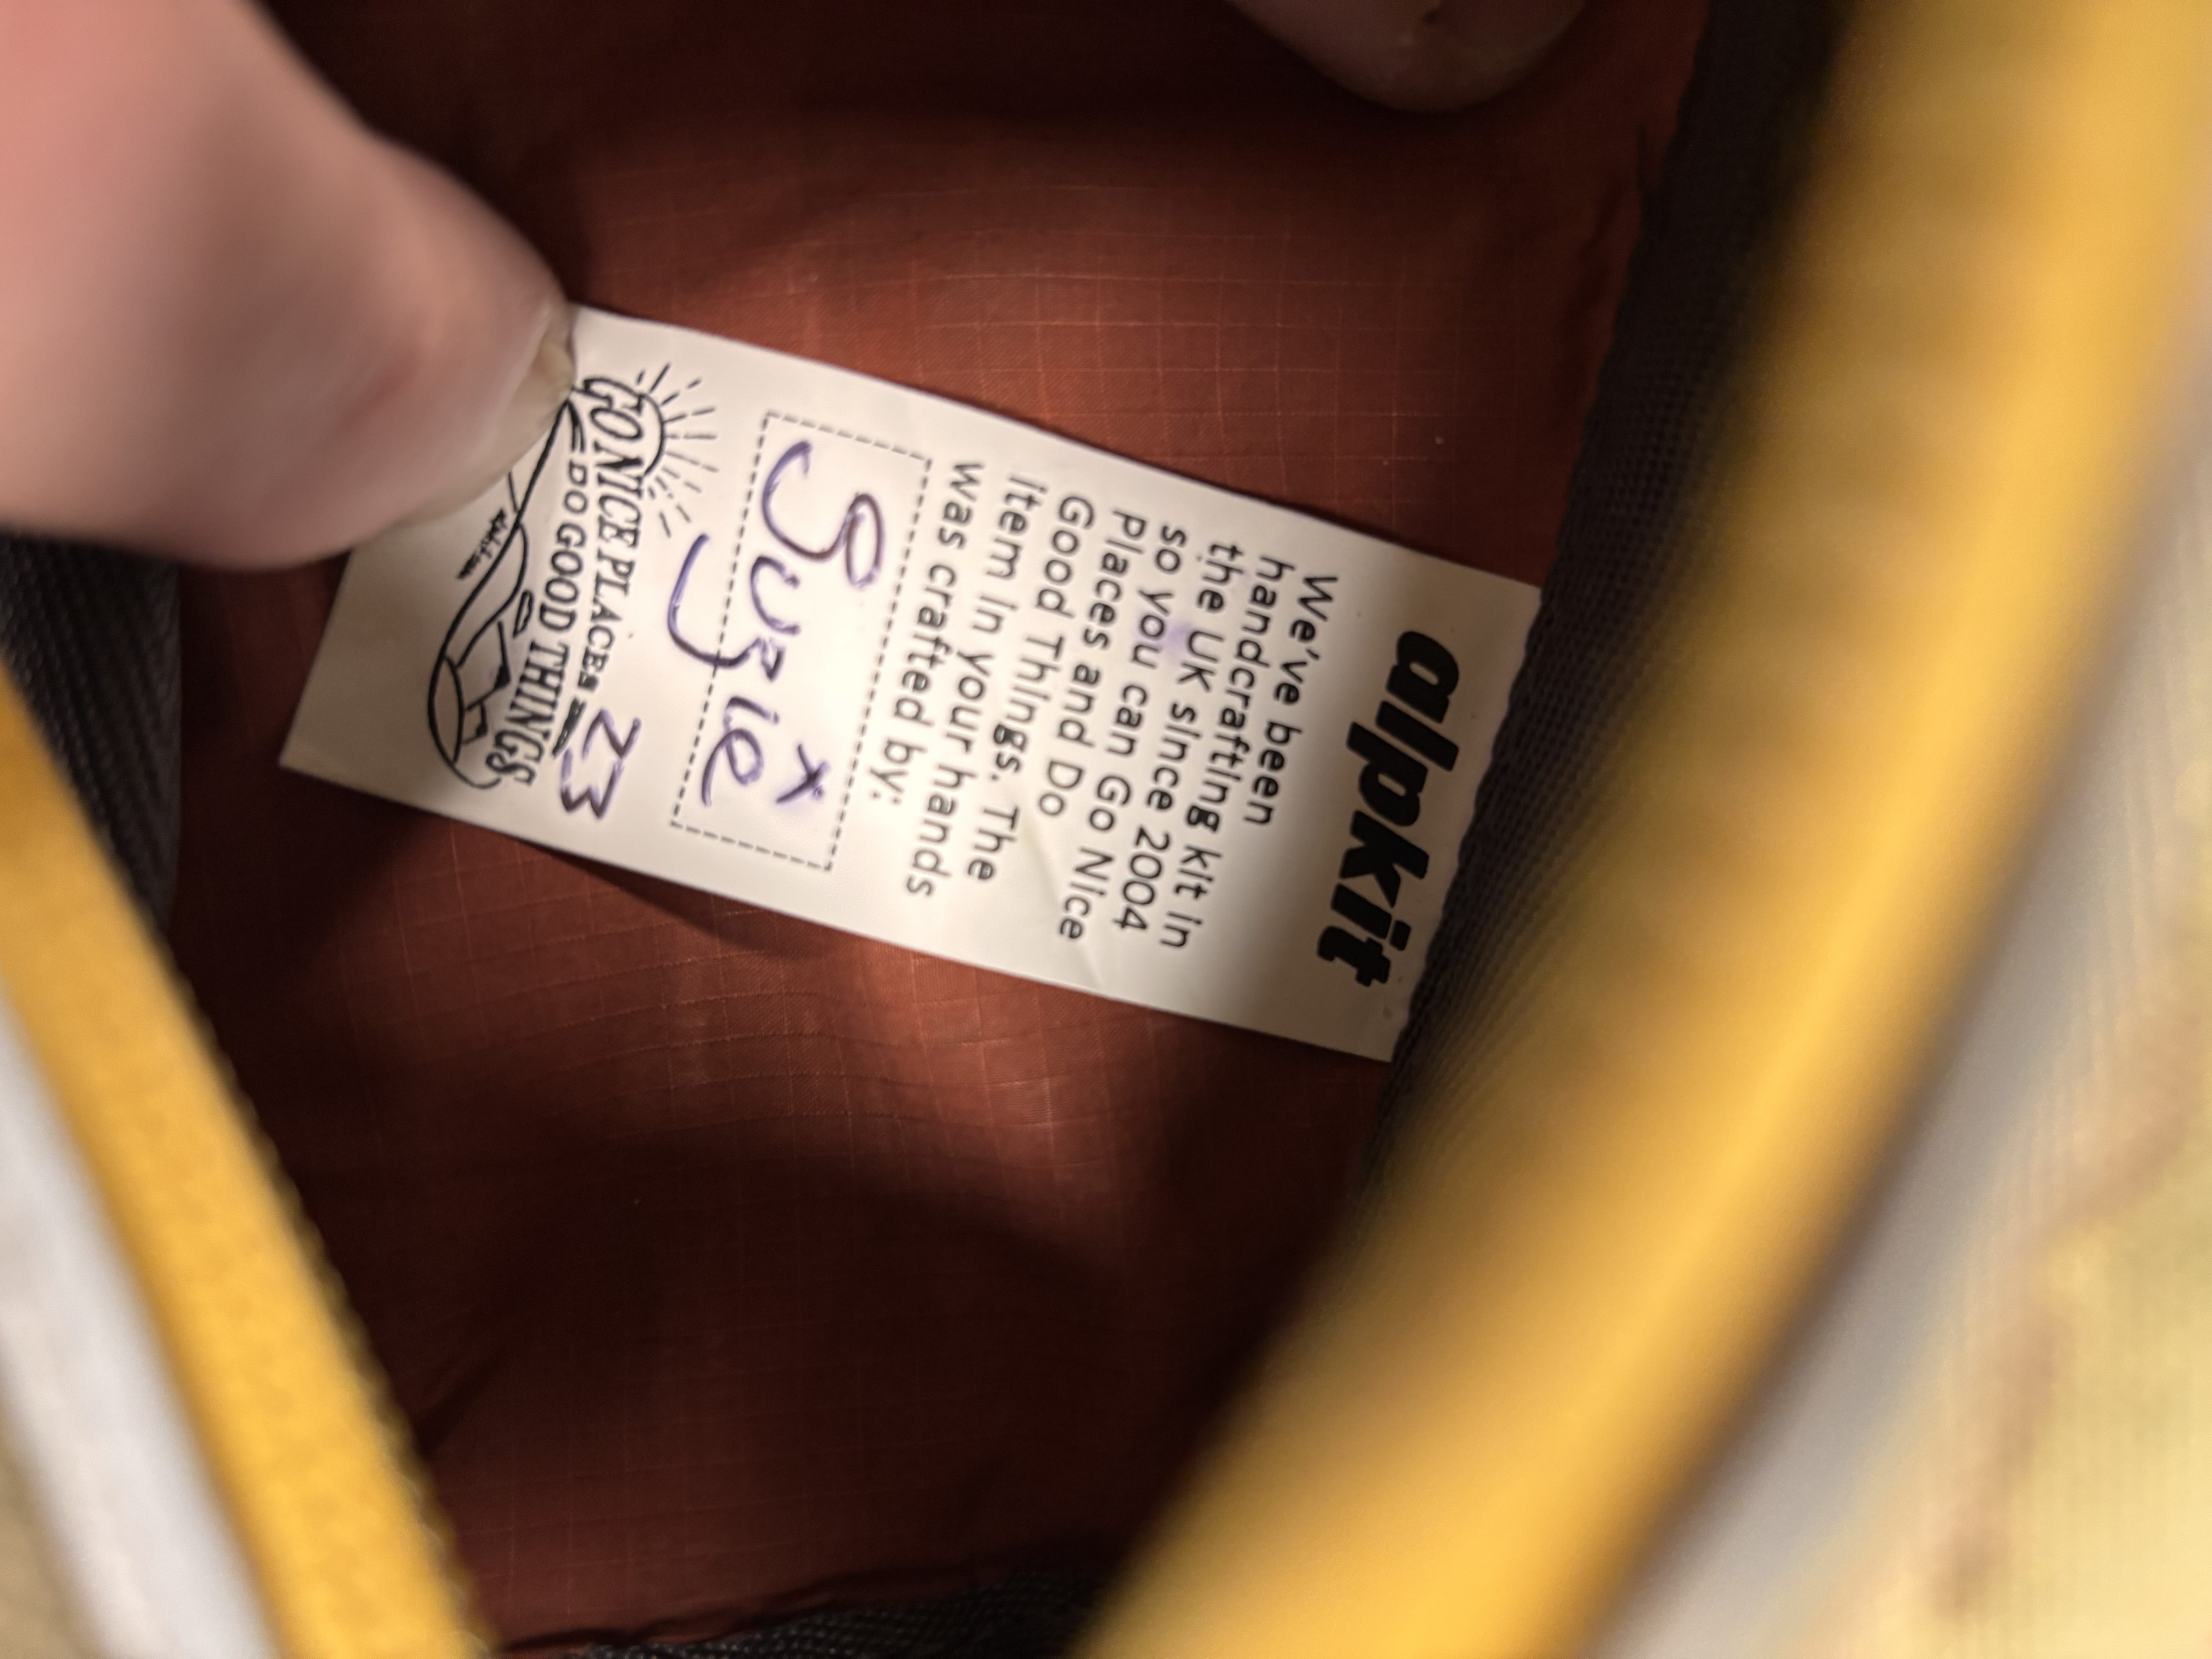 alpkit
We've been
handcrafting kit in
the UK since 2004
so you can Go Nice
Places and Do
Good Things. The
item in your hands
was crafted by:
Suzie x
23
GO NICE PLACES
DO GOOD THINGS